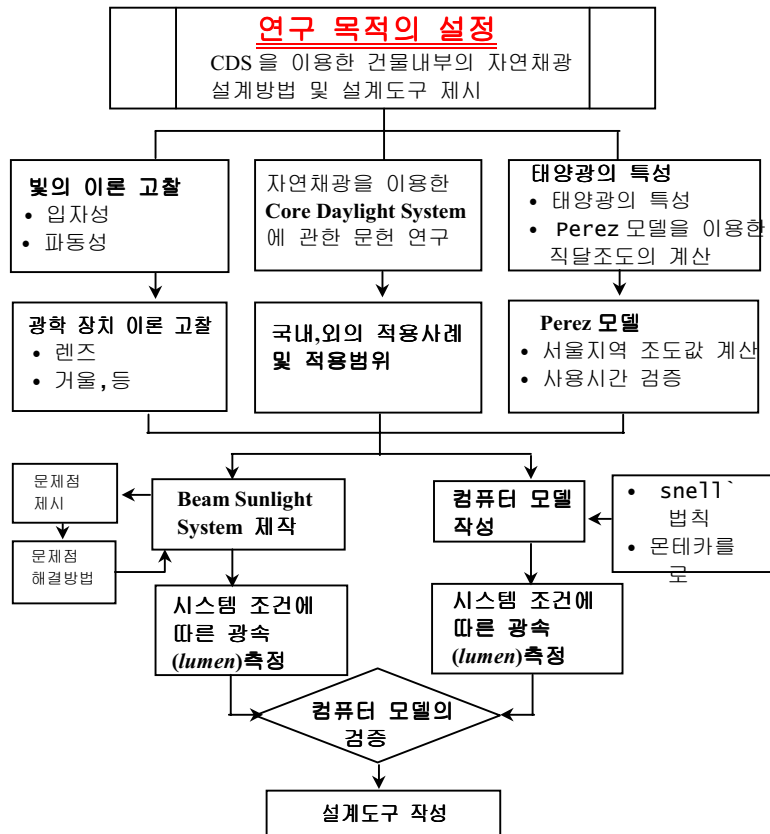 연구 목적의 설정
CDS 을 이용한 건물내부의 자연채광
설계방법 및 설계도구 제시
빛의 이론 고찰
• 입자성
• 파동성
자연채광을 이용한
Core Daylight System
에 관한 문헌 연구
태양광의 특성
• 태양광의 특성
• Perez 모델을 이용한
직달조도의 계산
광학 장치 이론 고찰
• 렌즈
• 거울,등
국내,외의 적용사례
및 적용범위
Perez 모델
• 서울지역 조도값 계산
• 사용시간 검증
문제점
제시
문제점
해결방법
Beam Sunlight
System 제작
컴퓨터 모델
작성
• snell`
법칙
• 몬테카를
로
시스템 조건에
따른 광속
(lumen)측정
시스템 조건에
따른 광속
(lumen)측정
컴퓨터 모델의
검증
설계도구 작성